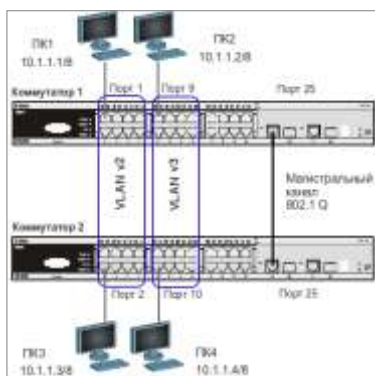 ПК1
10.1.1.1/8
ПК2
10.1.1.2/8
Порт 1
Порт 9
Порт 25
Коммутатор 1
VLAN v2
VLAN v3
Магистральный
канал
802.1 Q
Коммутатор 2
Порт 2
Порт 10
Порт 25
ПК3
10.1.1.3/8
ПК4
10.1.1.4/8